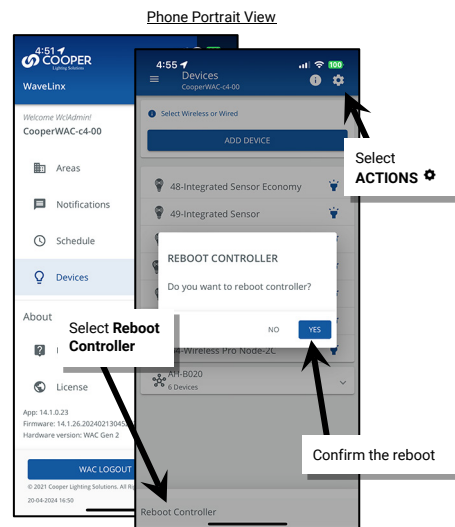 Phone Portrait View
4:51
COOPER
Lighting Solutions
WaveLinx
Welcome WclAdmin!
CooperWAC-c4-00
Areas
Notifications
Schedule
Devices
About
License
App: 14.1.0.23
Firmware: 14.1.26.2024021304
Hardware version: WAC Gen 2
WAC LOGOUT
© 2021 Cooper Lighting Solutions. All Rig
20-04-2024 16:50
4:55
100
Devices
CooperWAC-c4-00
Select Wireless or Wired
ADD DEVICE
48-Integrated Sensor Economy
49-Integrated Sensor
REBOOT CONTROLLER
Do you want to reboot controller?
NO
YES
-Wireless Pro Node-2C
AH-B020
6 Devices
Reboot Controller
Select
ACTIONS
Select Reboot
Controller
Confirm the reboot